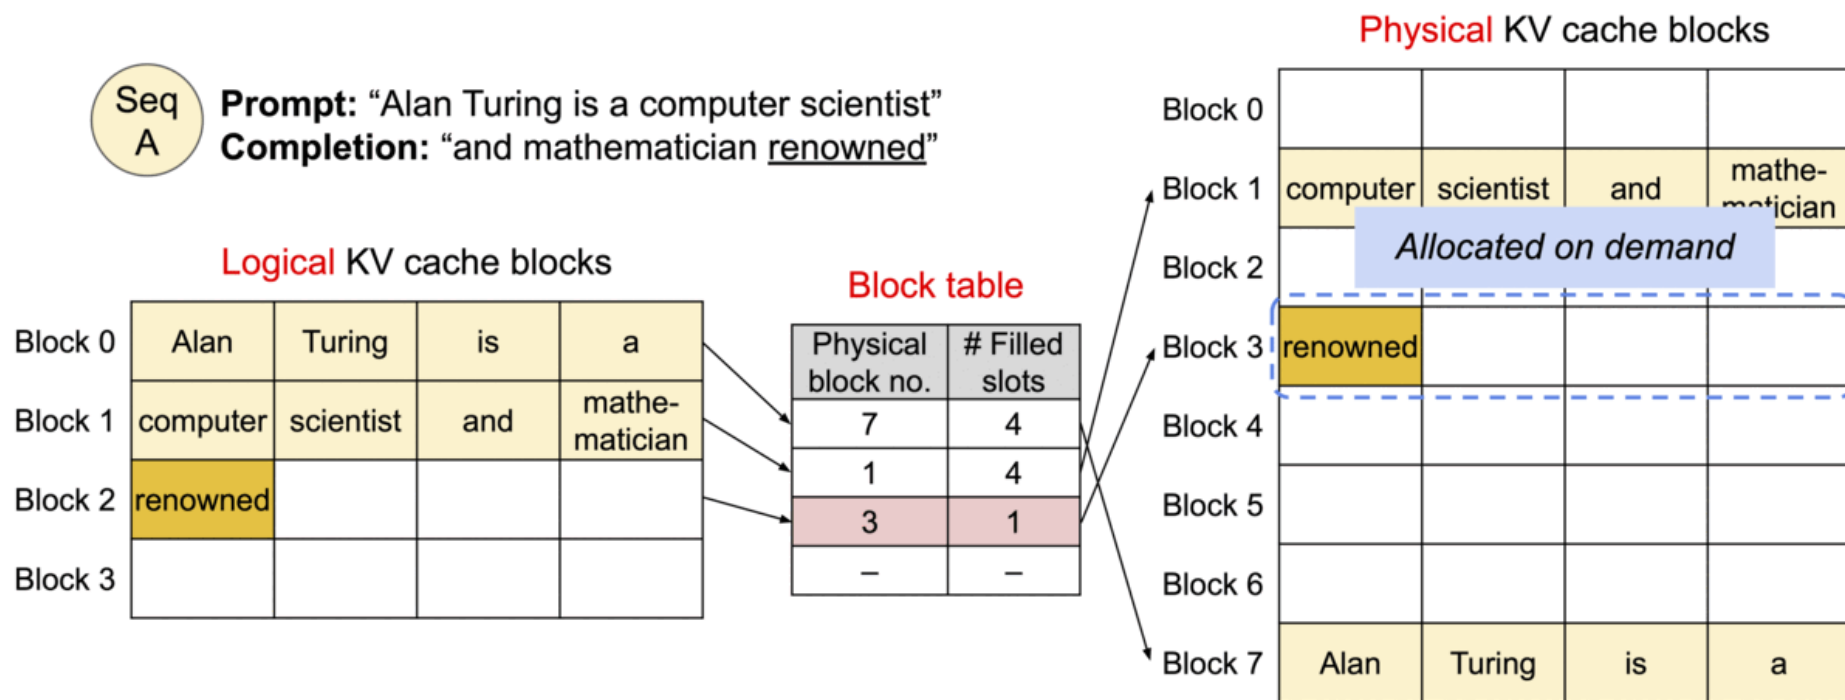 Physical KV cache blocks
Seq
A
Prompt: “Alan Turing is a computer scientist”
Completion: “and mathematician renowned”
Logical KV cache blocks
Block 0 Alan Turing is a
Block 1 computer scientist and mathe-
matician
Block 2 renowned
Block 3
Block table
Physical
block no.
# Filled
slots
7 4
1 4
3 1
– –
Block 0
Block 1 computer scientist and mathe-
matician
Allocated on demand
Block 2
Block 3 renowned
Block 4
Block 5
Block 6
Block 7 Alan Turing is a